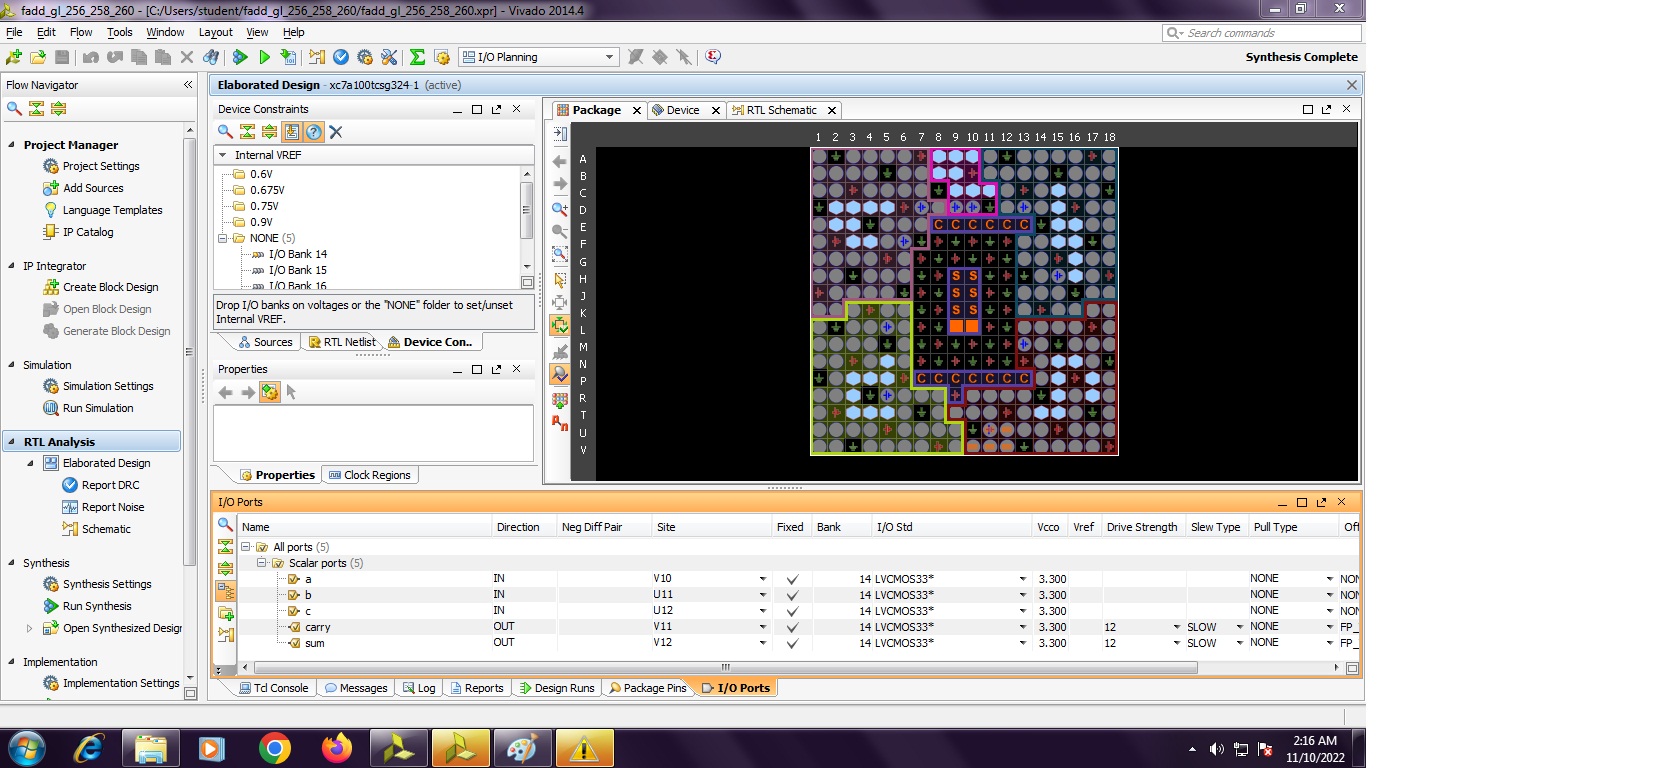 fadd_gl_256_258_260 - [C:/Users/student/fadd_gl_256_258_260/fadd_gl_256_258_260.xpr] - Vivado 2014.4
File Edit Flow Tools Window Layout View Help
Search commands
I/O Planning
Synthesis Complete
Flow Navigator
Project Manager
Project Settings
Add Sources
Language Templates
IP Catalog
IP Integrator
Create Block Design
Open Block Design
Generate Block Design
Simulation
Simulation Settings
Run Simulation
RTL Analysis
Elaborated Design
Report DRC
Report Noise
Schematic
Synthesis
Synthesis Settings
Run Synthesis
Open Synthesized Design
Implementation
Implementation Settings
Elaborated Design - xc7a100tcsg324-1 (active)
Device Constraints
Internal VREF
0.6V
0.675V
0.75V
0.9V
NONE (5)
I/O Bank 14
I/O Bank 15
I/O Bank 16
Drop I/O banks on voltages or the "NONE" folder to set/unset
Internal VREF.
Sources RTL Netlist Device Con..
Properties
Properties Clock Regions
Package Device RTL Schematic
1 2 3 4 5 6 7 8 9 10 11 12 13 14 15 16 17 18
A
B
C
D
E C C C C C C
F
G
H S S
J S S
K S S
L
M
N
P C C C C C C C
R
T
U
V
I/O Ports
Name Direction Neg Diff Pair Site Fixed Bank I/O Std Vcco Vref Drive Strength Slew Type Pull Type Off
All ports (5)
Scalar ports (5)
a IN V10 14 LVCMOS33* 3.300 NONE NON
b IN U11 14 LVCMOS33* 3.300 NONE NON
c IN U12 14 LVCMOS33* 3.300 NONE NON
carry OUT V11 14 LVCMOS33* 3.300 12 SLOW NONE FP_
sum OUT V12 14 LVCMOS33* 3.300 12 SLOW NONE FP_
Tcl Console Messages Log Reports Design Runs Package Pins I/O Ports
2:16 AM
11/10/2022